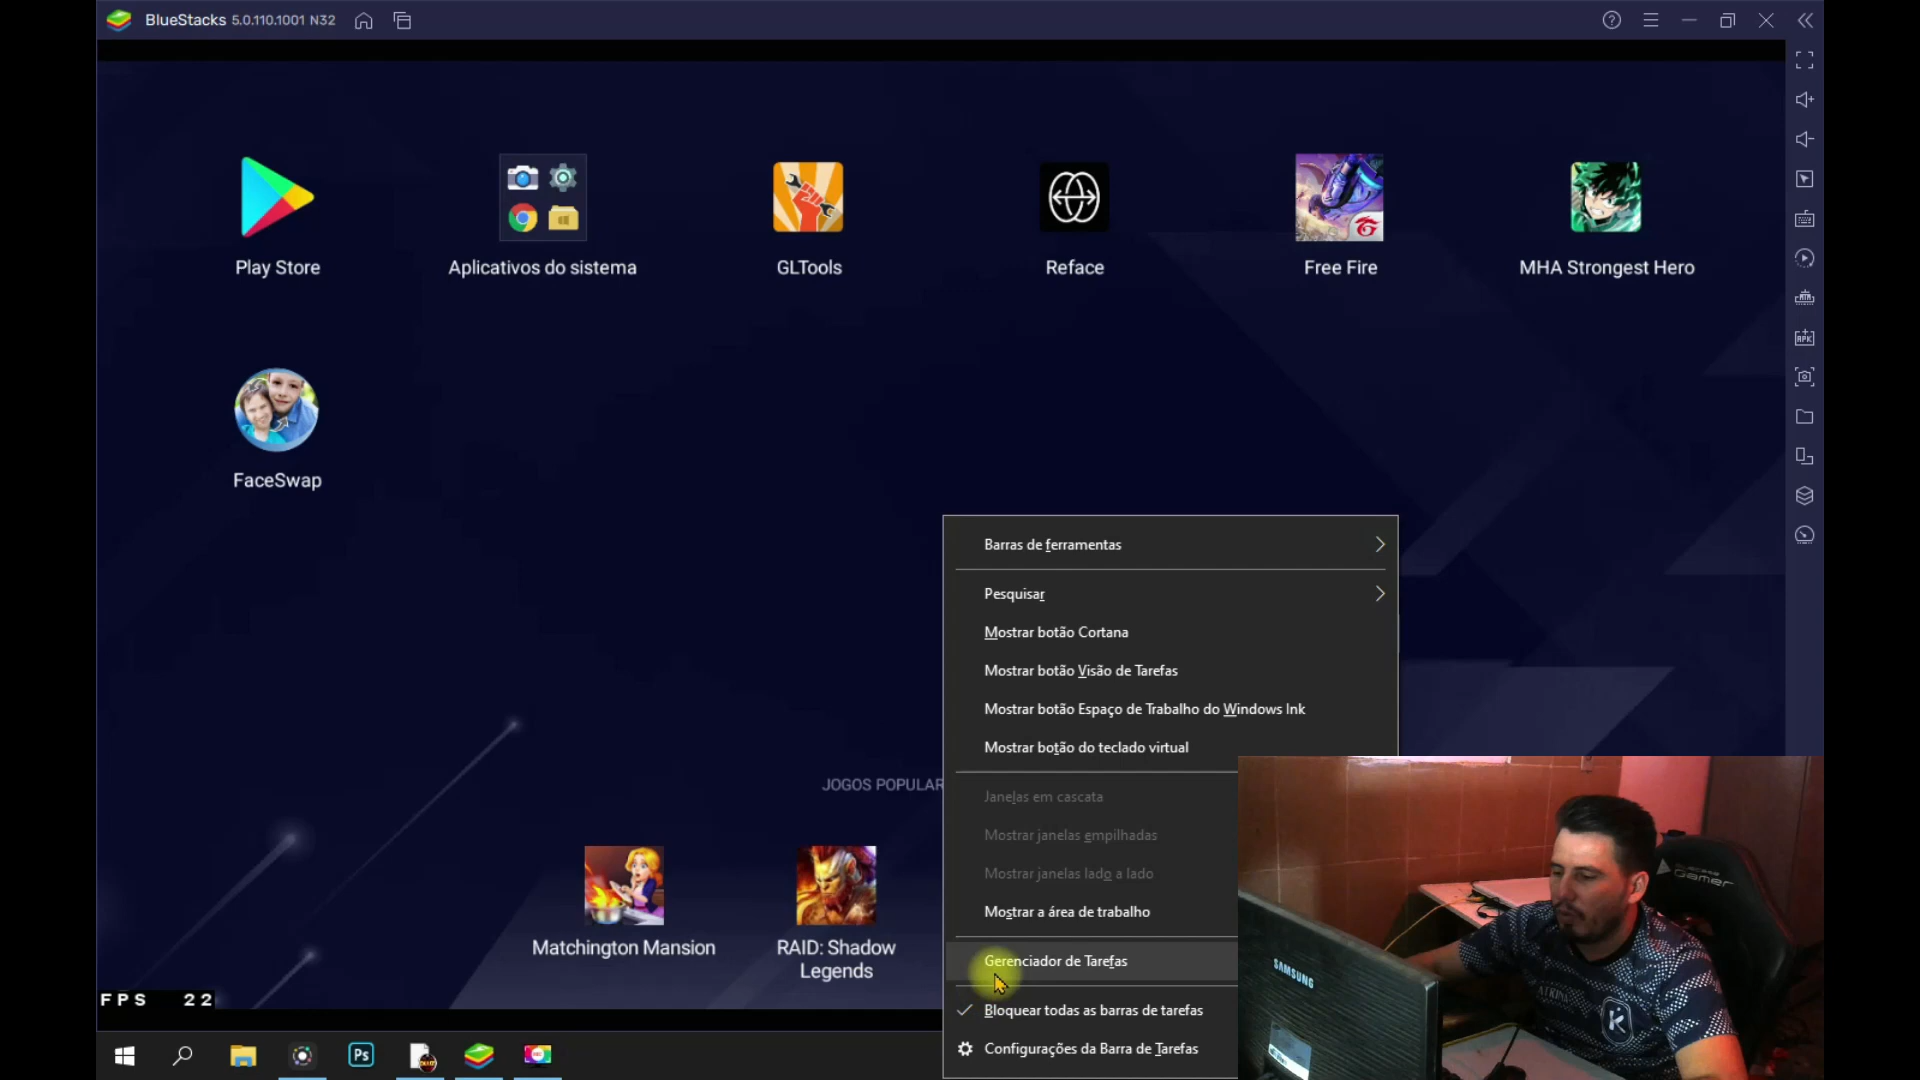 BlueStacks 5.0.110.1001 N32
Play Store
Aplicativos do sistema
GLTools
Reface
Free Fire
MHA Strongest Hero
FaceSwap
Barras de ferramentas
Pesquisar
Mostrar botão Cortana
Mostrar botão Visão de Tarefas
Mostrar botão Espaço de Trabalho do Windows Ink
Mostrar botão do teclado virtual
JOGOS POPULAR
Janelas em cascata
Mostrar janelas empilhadas
Mostrar janelas lado a lado
Mostrar a área de trabalho
Matchington Mansion
RAID: Shadow
Legends
Gerenciador de Tarefas
Bloquear todas as barras de tarefas
Configurações da Barra de Tarefas
FPS 22
Ps
APK
SAMSUNG
GAMER